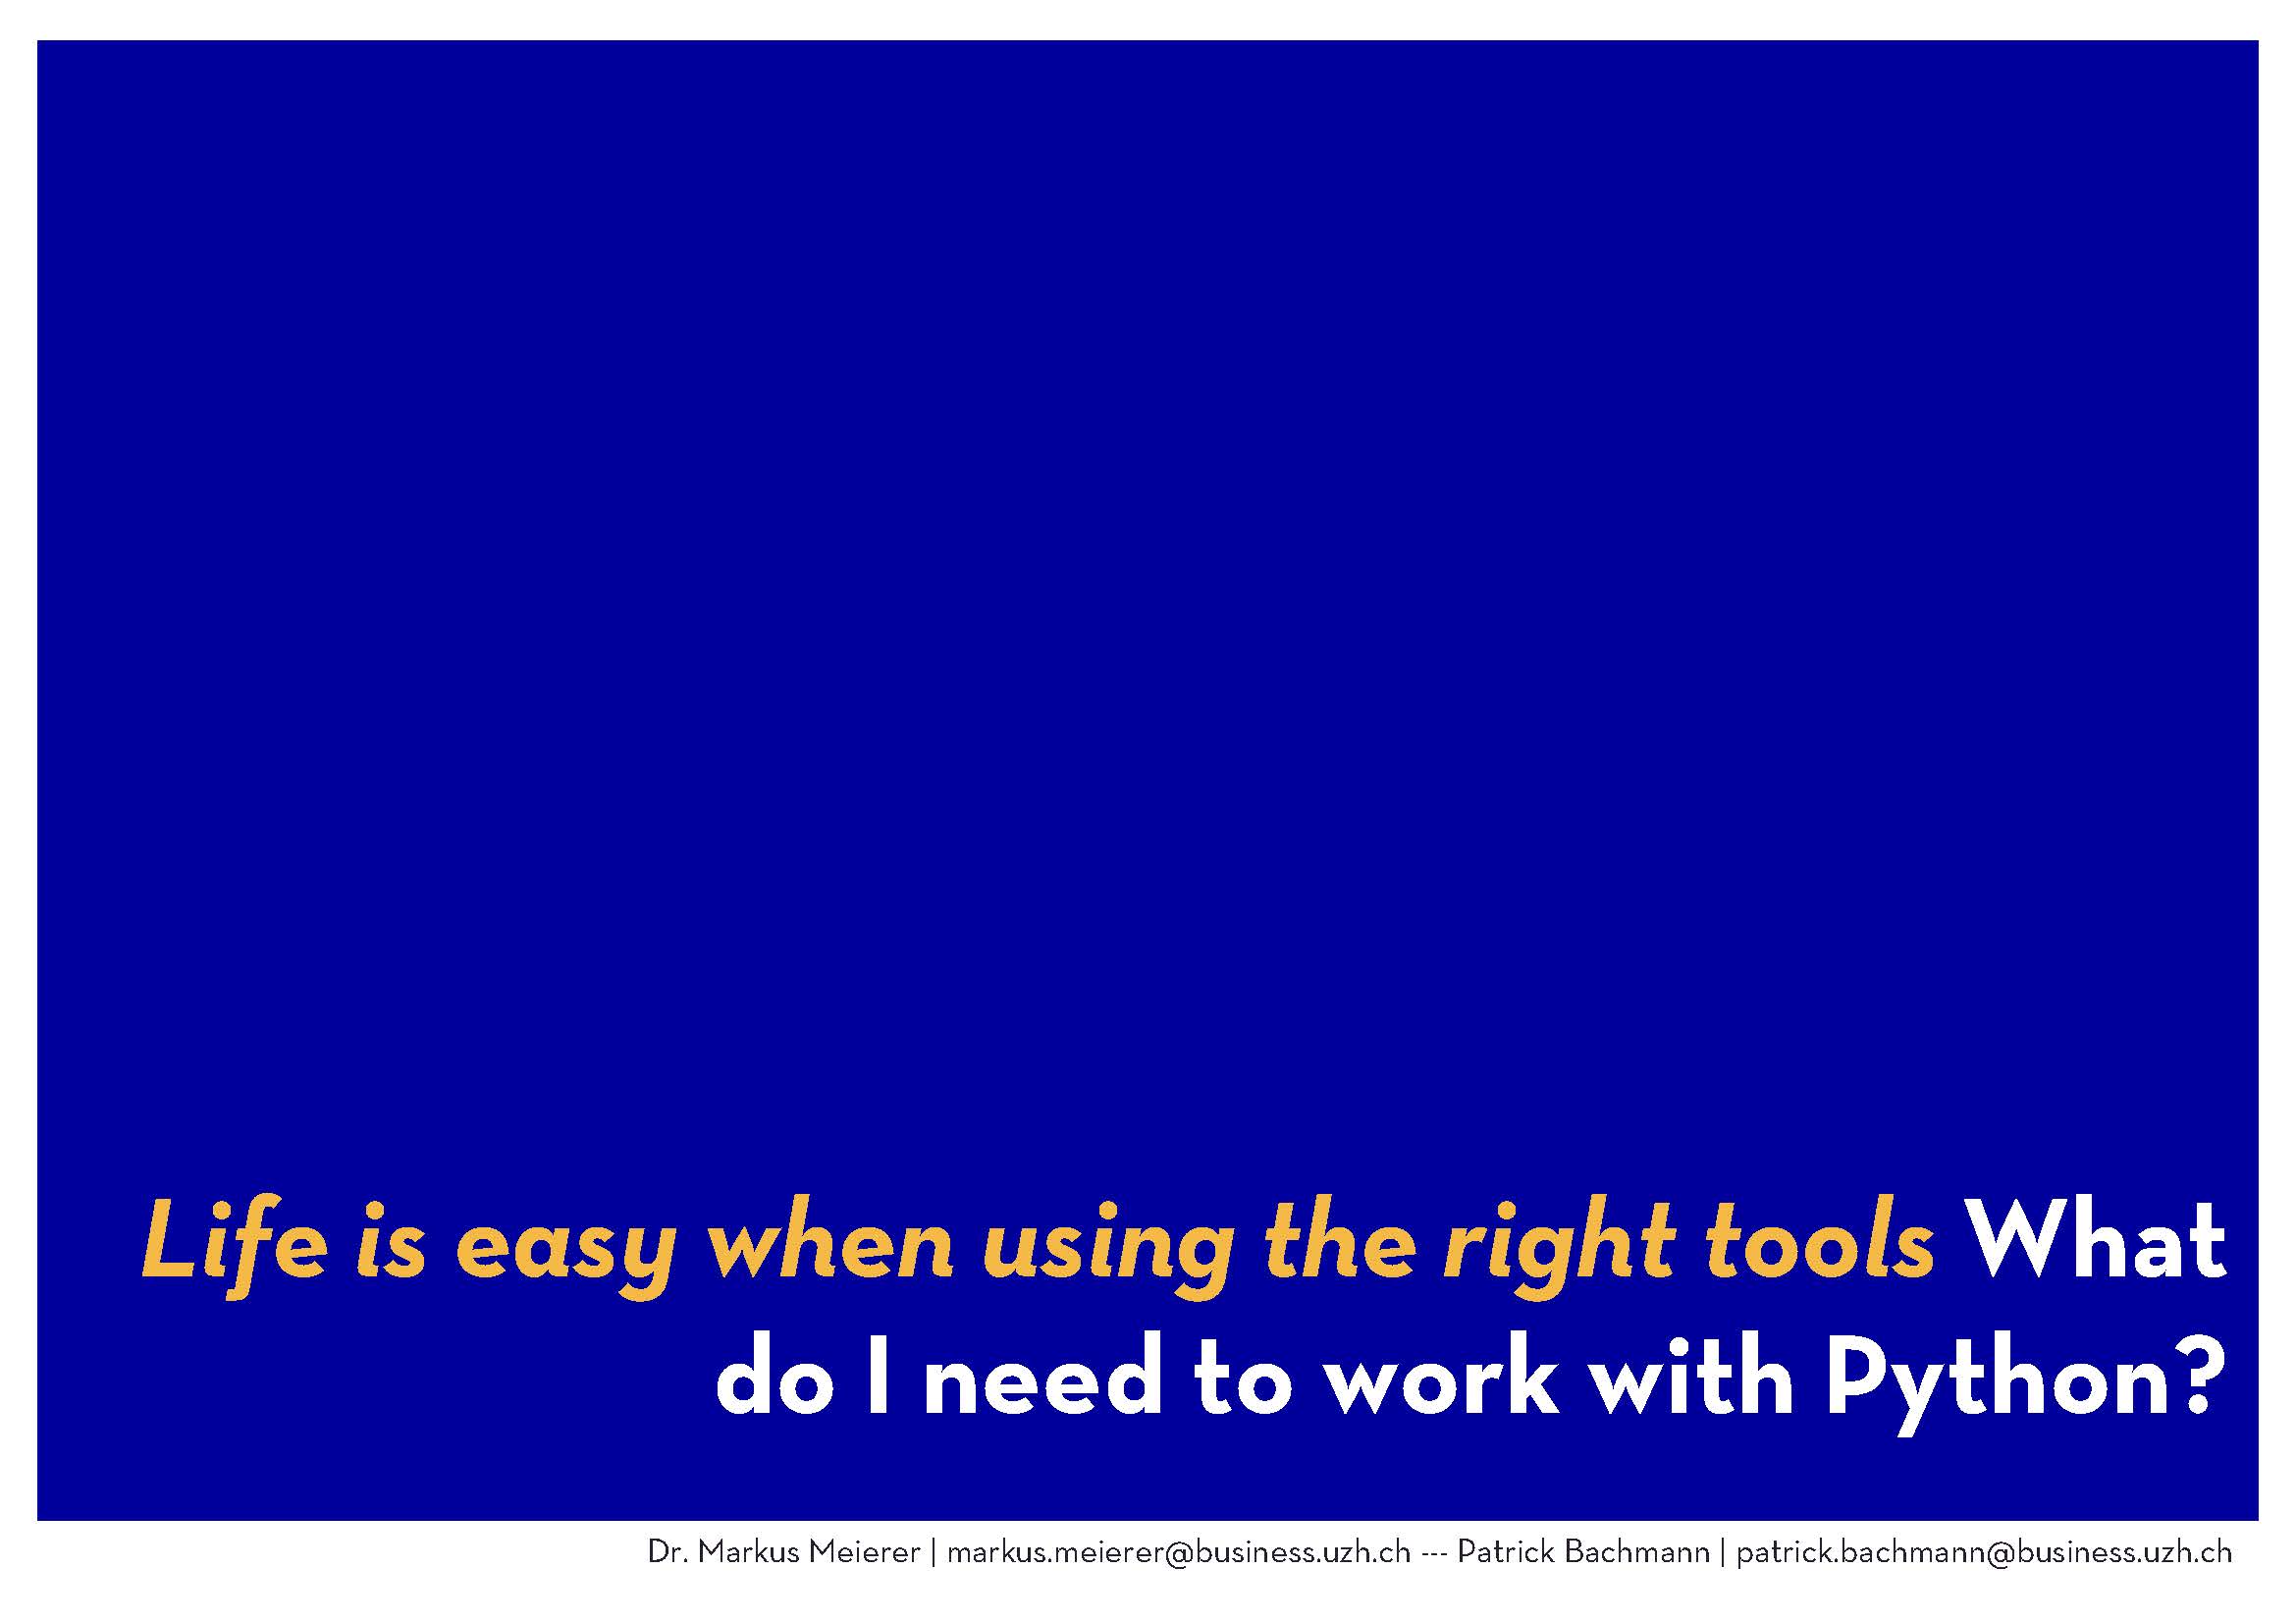 Life is easy when using the right tools What
do I need to work with Python?
Dr. Markus Meierer | markus.meierer@business.uzh.ch --- Patrick Bachmann | patrick.bachmann@business.uzh.ch